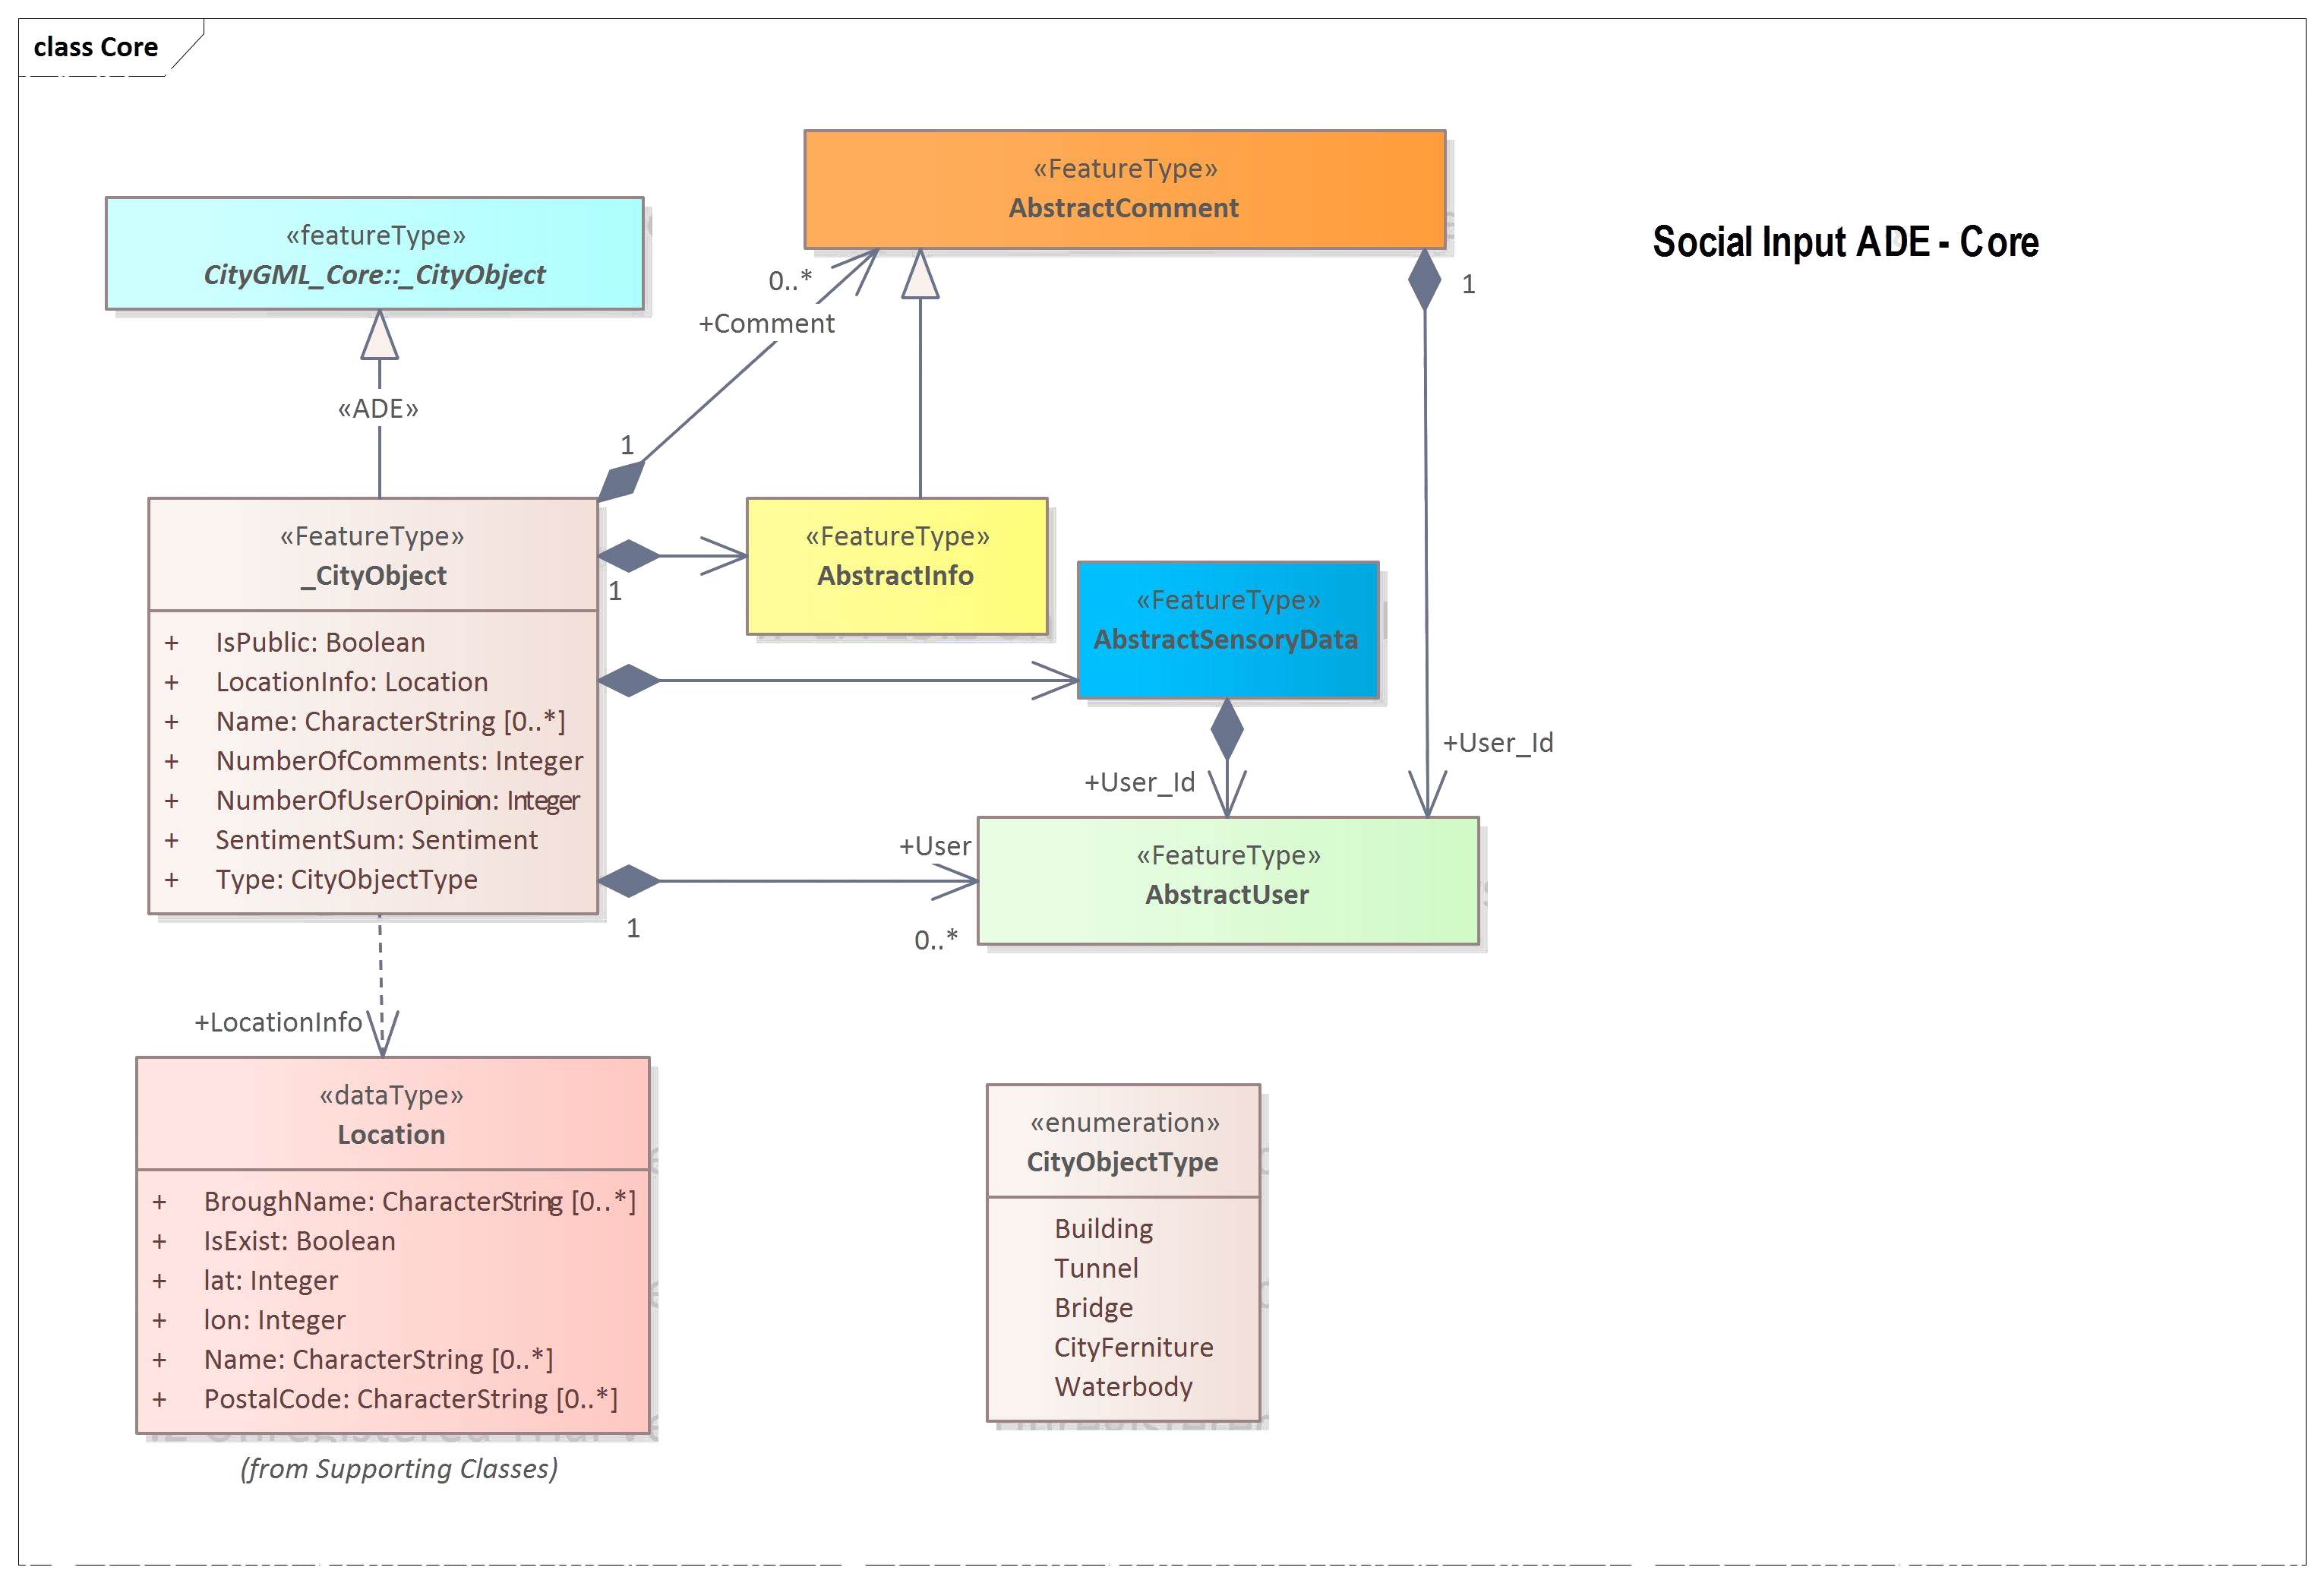 class Core
Social Input ADE - Core
«featureType»
CityGML_Core::_CityObject
«ADE»
«FeatureType»
AbstractComment
0..*
+Comment
1
1
«FeatureType»
_CityObject
1
+ IsPublic: Boolean
+ LocationInfo: Location
+ Name: CharacterString [0..*]
+ NumberOfComments: Integer
+ NumberOfUserOpinion: Integer
+ SentimentSum: Sentiment
+ Type: CityObjectType
«FeatureType»
AbstractInfo
«FeatureType»
AbstractSensoryData
+User_Id
+User_Id
+User
1
0..*
«FeatureType»
AbstractUser
+LocationInfo
«dataType»
Location
+ BroughName: CharacterString [0..*]
+ IsExist: Boolean
+ lat: Integer
+ lon: Integer
+ Name: CharacterString [0..*]
+ PostalCode: CharacterString [0..*]
(from Supporting Classes)
«enumeration»
CityObjectType
Building
Tunnel
Bridge
CityFerniture
Waterbody